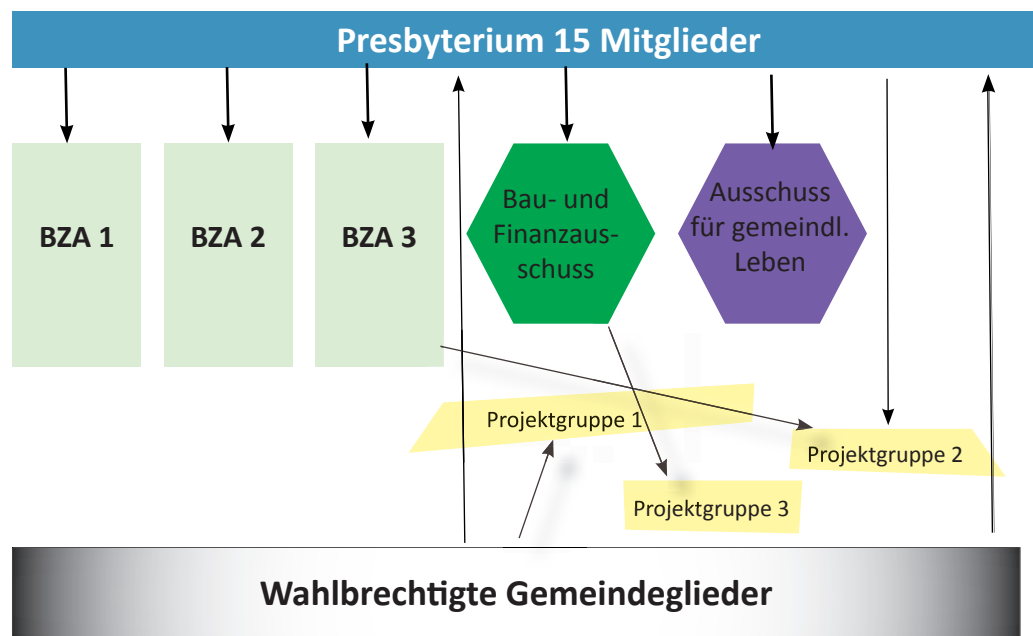 Presbyterium 15 Mitglieder
BZA 1
BZA 2
BZA 3
Bau- und
Finanzaus-
schuss
Ausschuss
für gemeindl.
Leben
Projektgruppe 1
Projektgruppe 2
Projektgruppe 3
Wahlbrechtigte Gemeindeglieder